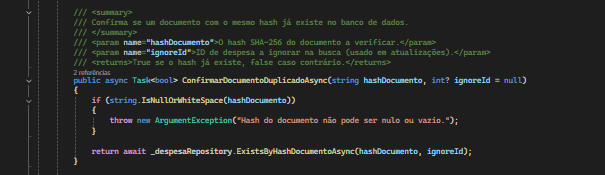 /// <summary>
/// Confirma se um documento com o mesmo hash já existe no banco de dados.
/// </summary>
/// <param name="hashDocumento">O hash SHA-256 do documento a verificar.</param>
/// <param name="ignoreId">ID de despesa a ignorar na busca (usado em atualizações).</param>
/// <returns>True se o hash já existe, false caso contrário.</returns>
2 referências
public async Task<bool> ConfirmarDocumentoDuplicadoAsync(string hashDocumento, int? ignoreId = null)
{
if (string.IsNullOrWhiteSpace(hashDocumento))
{
throw new ArgumentException("Hash do documento não pode ser nulo ou vazio.");
}
return await _despesaRepository.ExistsByHashDocumentoAsync(hashDocumento, ignoreId);
}